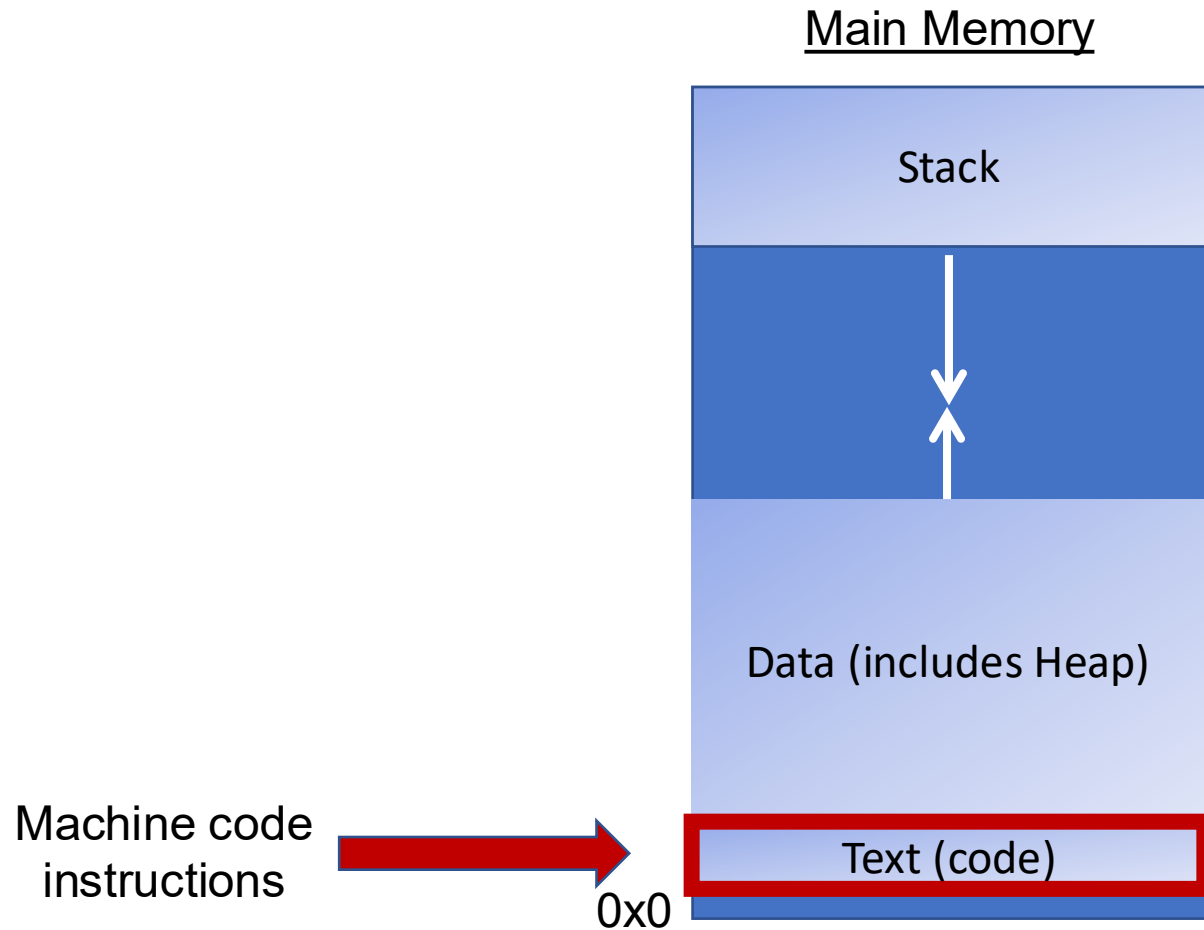 Main Memory
Stack
Data (includes Heap)
Machine code
instructions
Text (code)
0x0